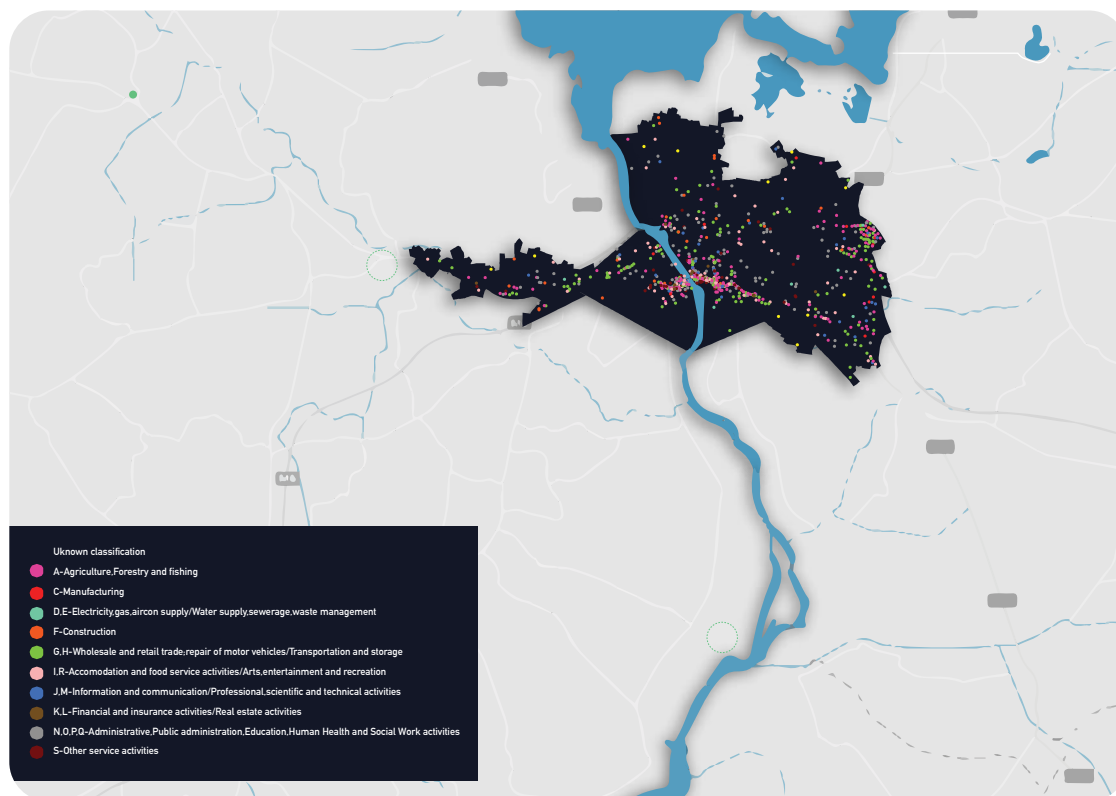 Uknown classification
A-Agriculture,Forestry and fishing
C-Manufacturing
D,E-Electricity,gas,aircon supply/Water supply,sewerage,waste management
F-Construction
G,H-Wholesale and retail trade;repair of motor vehicles/Transportation and storage
I,R-Accomodation and food service activities/Arts,entertainment and recreation
J,M-Information and communication/Professional,scientific and technical activities
K,L-Financial and insurance activities/Real estate activities
N,O,P,Q-Administrative,Public administration,Education,Human Health and Social Work activities
S-Other service activities